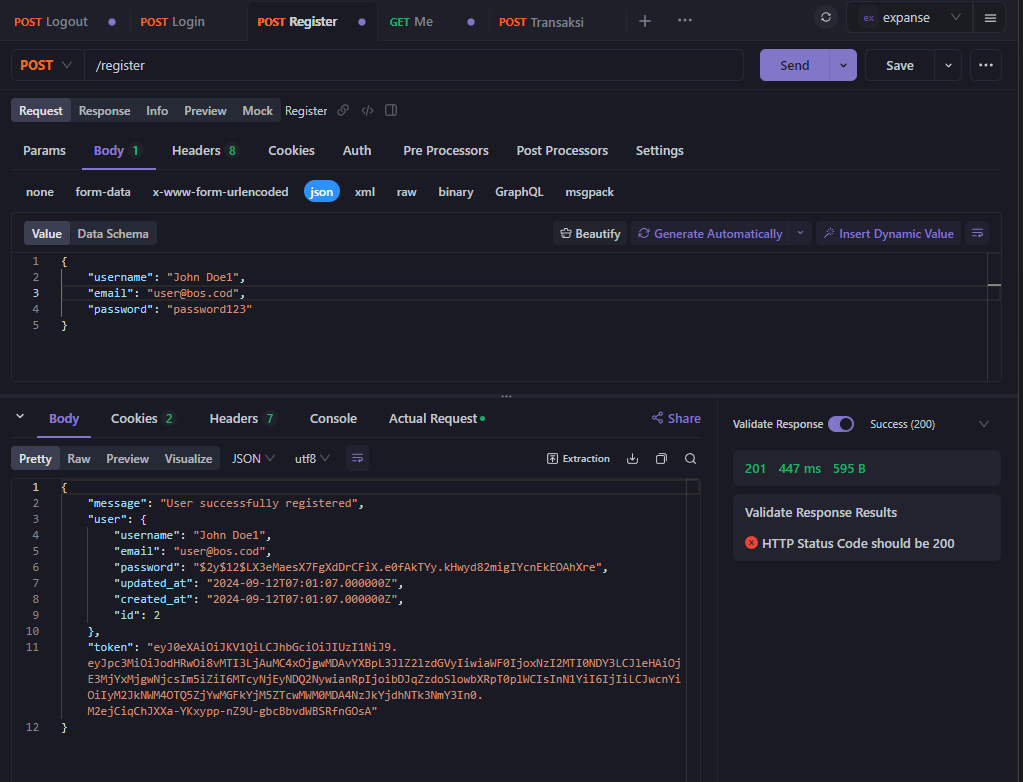 POST Logout
POST Login
POST Register
GET Me
POST Transaksi
ex expanse
POST
/register
Send
Save
Request Response Info Preview Mock Register
Params Body 1 Headers 8 Cookies Auth Pre Processors Post Processors Settings
none form-data x-www-form-urlencoded json xml raw binary GraphQL msgpack
Value Data Schema Beautify Generate Automatically Insert Dynamic Value
1 {
2 "username": "John Doe1",
3 "email": "user@bos.cod",
4 "password": "password123"
5 }
Body Cookies 2 Headers 7 Console Actual Request Share
Pretty Raw Preview Visualize JSON utf8 Extraction
1 {
2 "message": "User successfully registered",
3 "user": {
4 "username": "John Doe1",
5 "email": "user@bos.cod",
6 "password": "$2y$12$LX3eMaesX7FgXdDrCFiX.e0fAkTYy.kHwyd82migIYcnEkEOAhXre",
7 "updated_at": "2024-09-12T07:01:07.000000Z",
8 "created_at": "2024-09-12T07:01:07.000000Z",
9 "id": 2
10 },
11 "token": "eyJ0eXAiOiJKV1QiLCJhbGciOiJIUzI1NiJ9.
eyJpc3MiOiJodHRwOi8vMTI3LjAuMC4xOjgwMDAvYXBpL3JlZ2lzdGVyIiwiaWF0IjoxNzI2MTI0NDY3LCJleHAiOj
E3MjYxMjgwNjcsIm5iZiI6MTcyNjEyNDQ2NywianRpIjoibDJqZzdoS1owbXRpT0plWCIsInN1YiI6IjIiLCJwcnYi
OiIyM2JkNWM4OTQ5ZjYwMGFkYjM5ZTcwMWM0MDA4NzJkYjdhNTk3NmY3In0.
M2ejCiqChJXXa-YKxypp-nZ9U-gbcBbvdWBSRfnGOsA"
12 }
Validate Response Success (200)
201 447 ms 595 B
Validate Response Results
HTTP Status Code should be 200